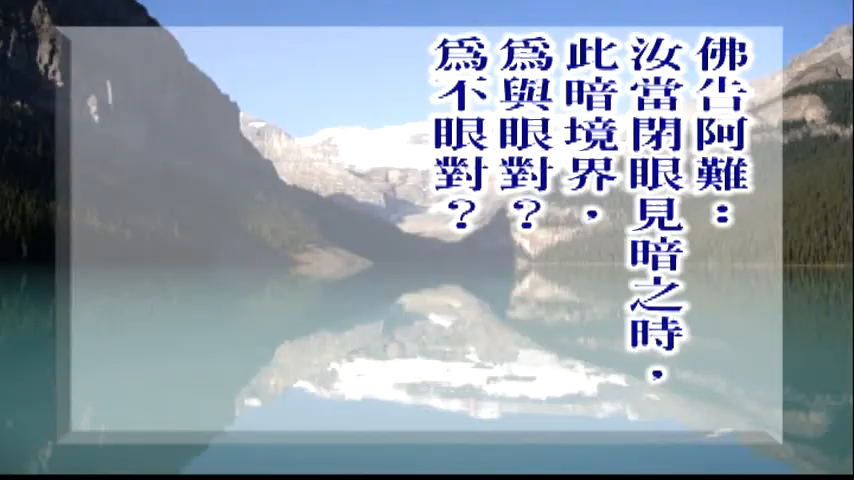 佛告阿難：
汝當閉眼見暗之時，
此暗境界，
為與眼對？
為不眼對？